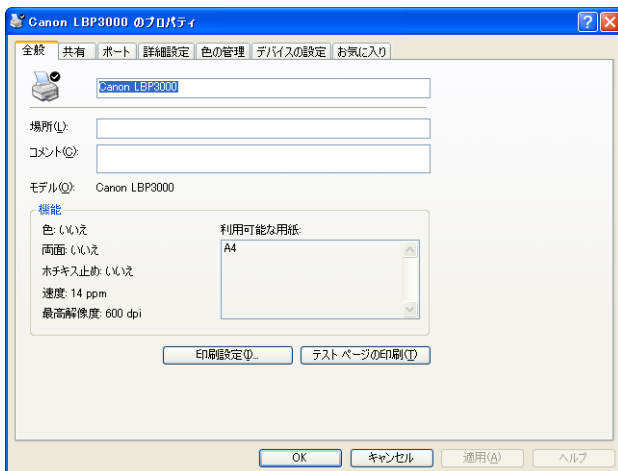 Canon LBP3000 のプロパティ
全般 共有 ポート 詳細設定 色の管理 デバイスの設定 お気に入り
Canon LBP3000
場所(L):
コメント(C):
モデル(O): Canon LBP3000
機能
色: いいえ 利用可能な用紙:
両面: いいえ A4
ホチキス止め: いいえ
速度: 14 ppm
最高解像度: 600 dpi
印刷設定(I)... テスト ページの印刷(T)
OK キャンセル 適用(A) ヘルプ